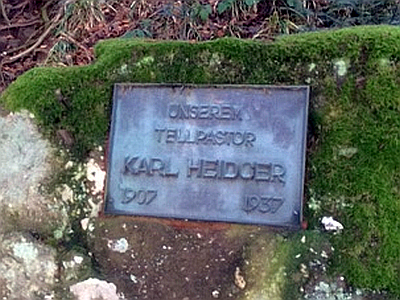 UNSEREM
TELLPASTOR
KARL HEIDGER
1907 1937